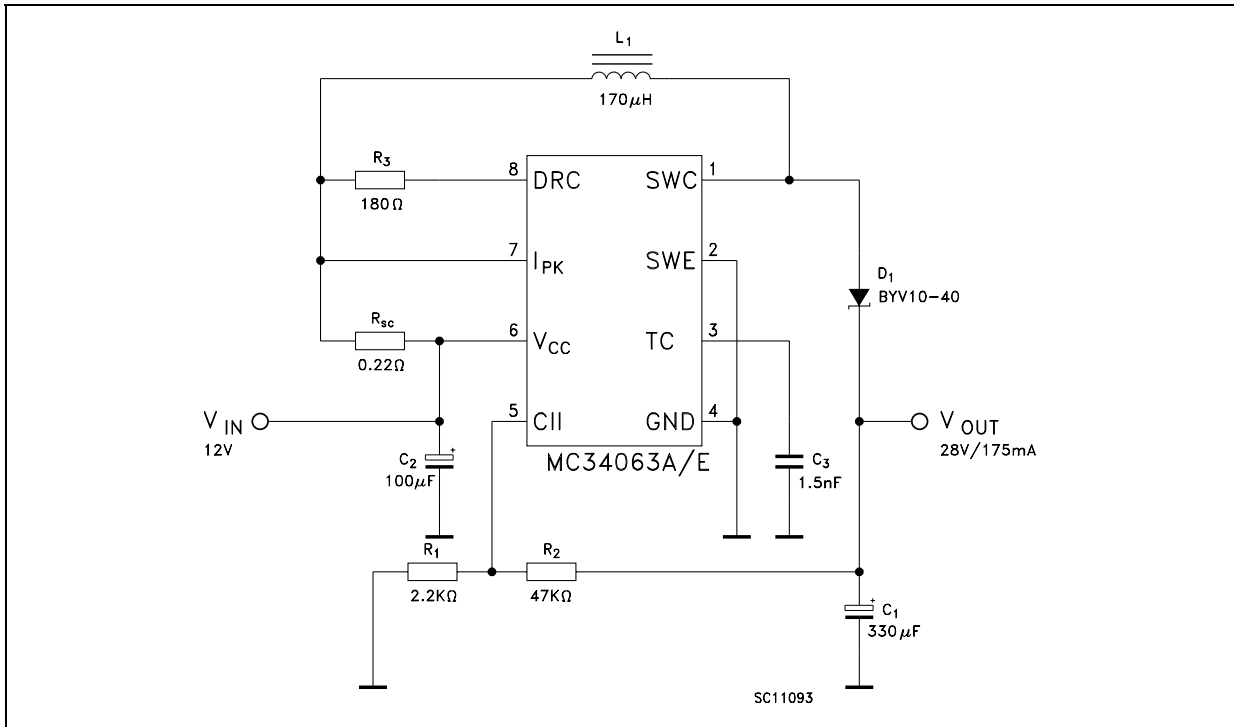 L1
170μH
R3
180Ω
8
DRC
SWC
1
7
IPK
SWE
2
D1
BYV10-40
Rsc
0.22Ω
6
VCC
TC
3
VIN
12V
5
CII
GND
4
VOUT
28V/175mA
MC34063A/E
C2
+
100μF
C3
1.5nF
R1
2.2KΩ
R2
47KΩ
+
C1
330μF
SC11093